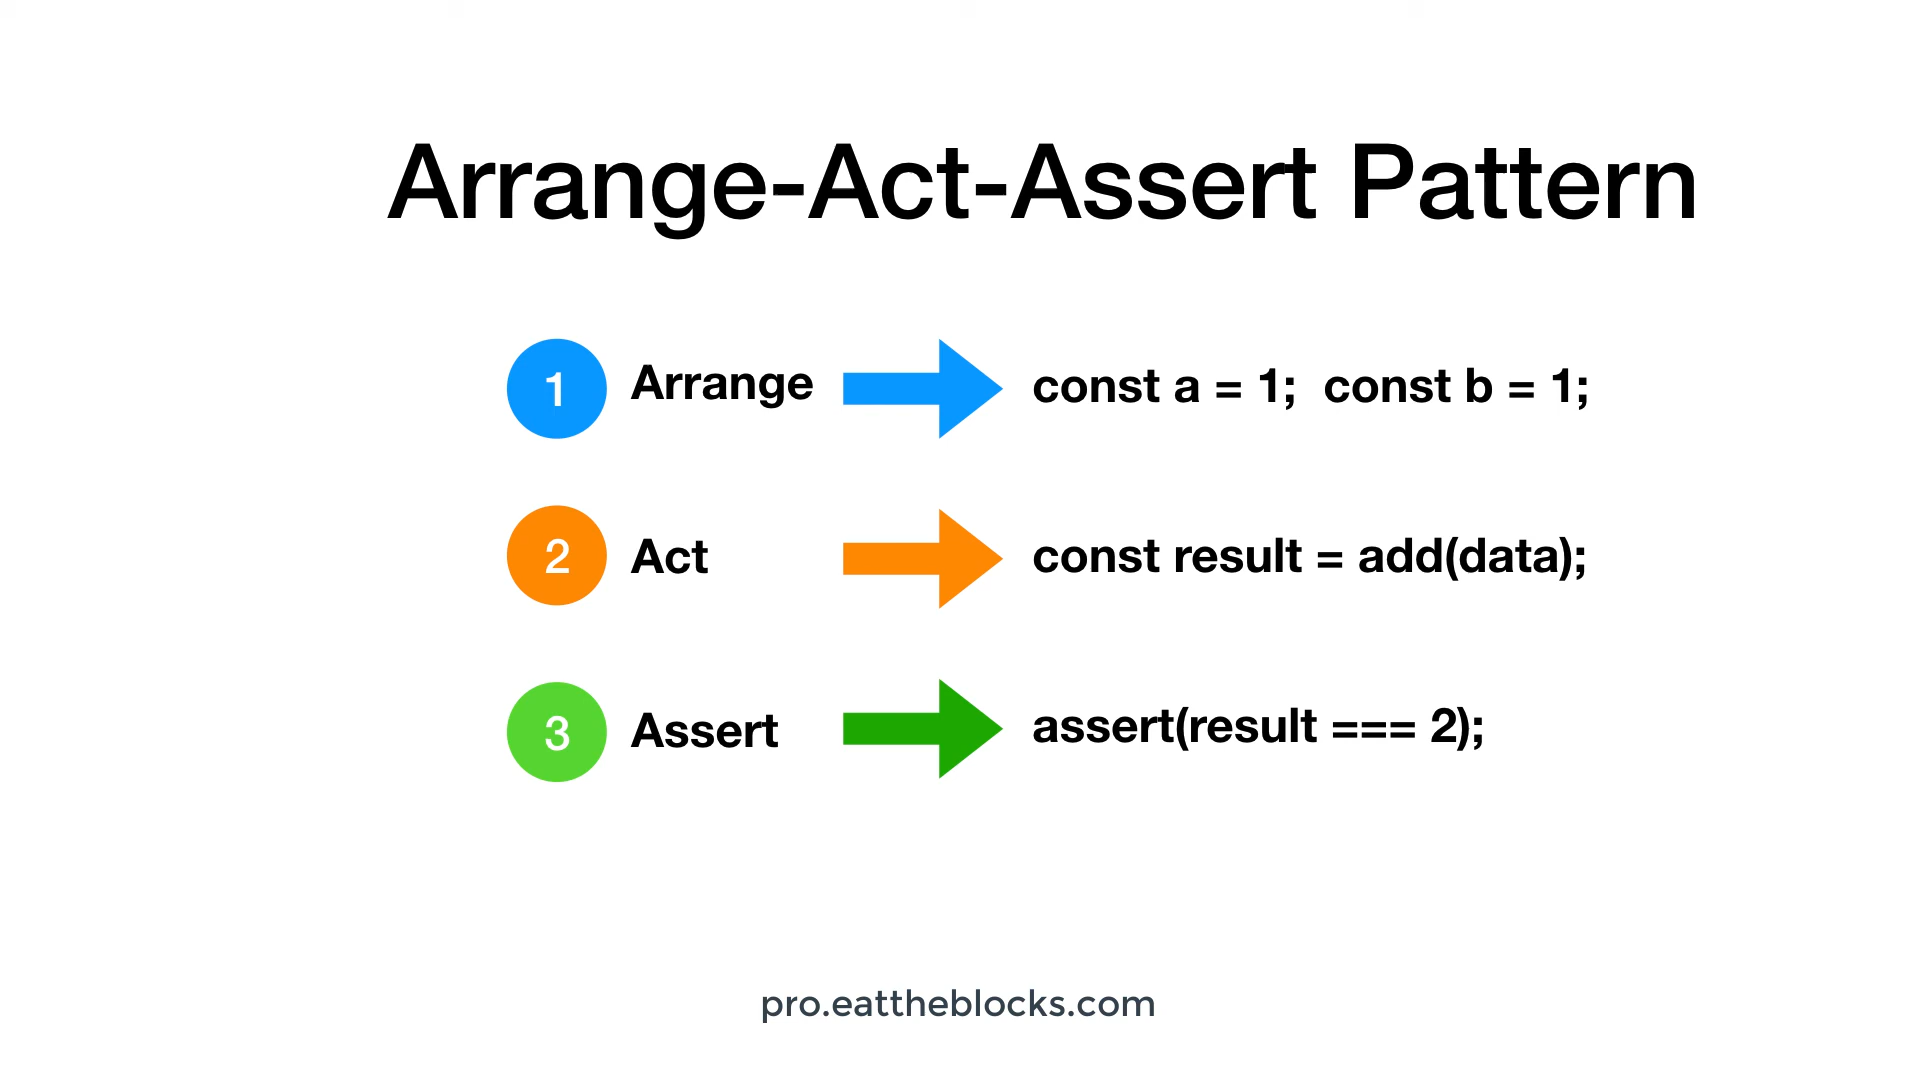 Arrange-Act-Assert Pattern
1 Arrange const a = 1; const b = 1;
2 Act const result = add(data);
3 Assert assert(result === 2);
pro.eattheblocks.com